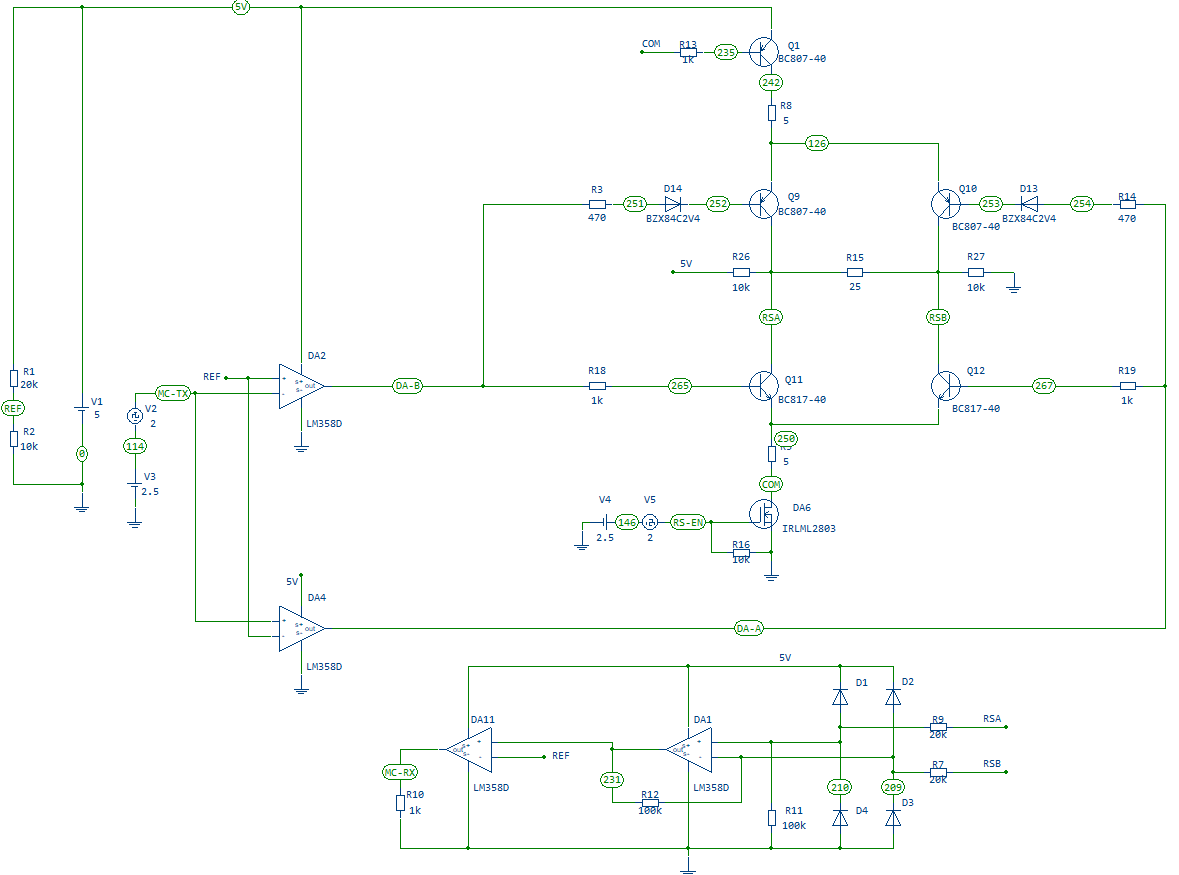 5V
COM
R13
1k
235
Q1
BC807-40
242
R8
5
126
R3
470
251
D14
BZX84C2V4
252
Q9
BC807-40
Q10
BC807-40
253
D13
BZX84C2V4
254
R14
470
5V
R26
10k
R15
25
R27
10k
RSA
RSB
R1
20k
REF
R2
10k
V1
5
0
MC-TX
V2
2
114
V3
2.5
REF
DA2
+
-
s+
s-
out
LM358D
DA-B
R18
1k
265
Q11
BC817-40
Q12
BC817-40
267
R19
1k
250
5
COM
V4
2.5
146
V5
2
RS-EN
DA6
IRLML2803
R16
10k
5V
DA4
+
-
s+
s-
out
LM358D
DA-A
5V
DA11
+
-
s+
s-
out
LM358D
REF
MC-RX
R10
1k
231
R12
100k
DA1
+
-
s+
s-
out
LM358D
R11
100k
D1
D2
210
209
D4
D3
R9
20k
RSA
R7
20k
RSB